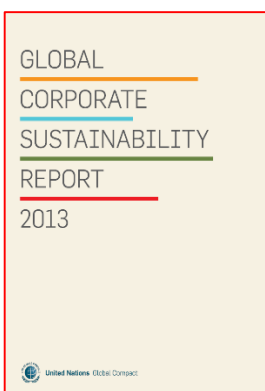 GLOBAL
CORPORATE
SUSTAINABILITY
REPORT
2013
United Nations Global Compact